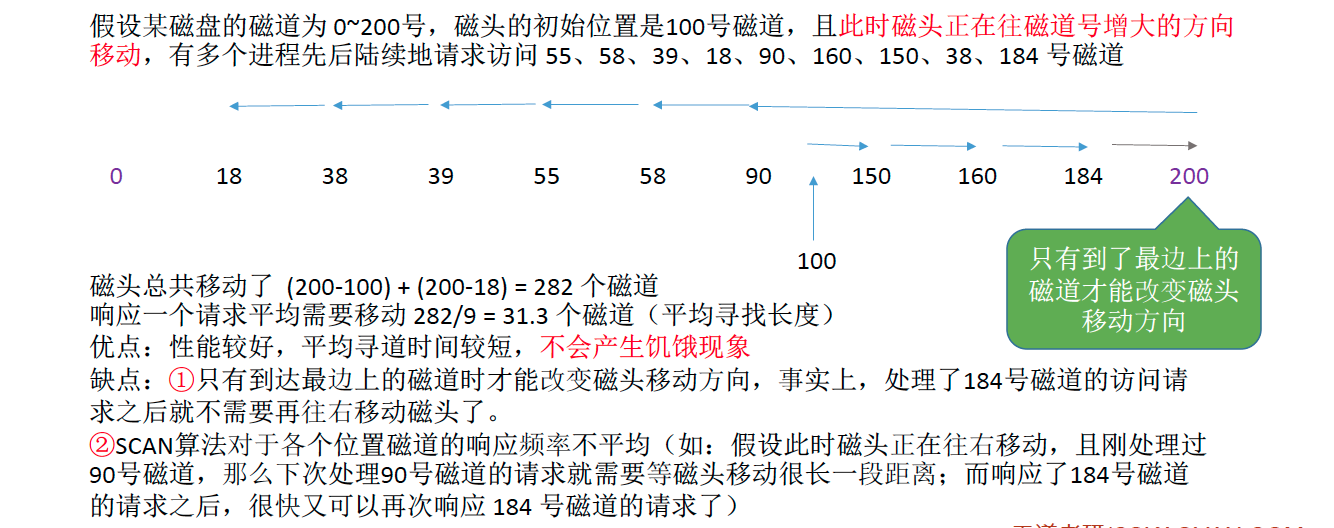 假设某磁盘的磁道为 0~200号，磁头的初始位置是100号磁道，且此时磁头正在往磁道号增大的方向
移动，有多个进程先后陆续地请求访问 55、58、39、18、90、160、150、38、184 号磁道
0 18 38 39 55 58 90 150 160 184 200
100
只有到了最边上的
磁道才能改变磁头
移动方向
磁头总共移动了 (200-100) + (200-18) = 282 个磁道
响应一个请求平均需要移动 282/9 = 31.3 个磁道（平均寻找长度）
优点：性能较好，平均寻道时间较短，不会产生饥饿现象
缺点：①只有到达最边上的磁道时才能改变磁头移动方向，事实上，处理了184号磁道的访问请
求之后就不需要再往右移动磁头了。
②SCAN算法对于各个位置磁道的响应频率不平均（如：假设此时磁头正在往右移动，且刚处理过
90号磁道，那么下次处理90号磁道的请求就需要等磁头移动很长一段距离；而响应了184号磁道
的请求之后，很快又可以再次响应 184 号磁道的请求了）